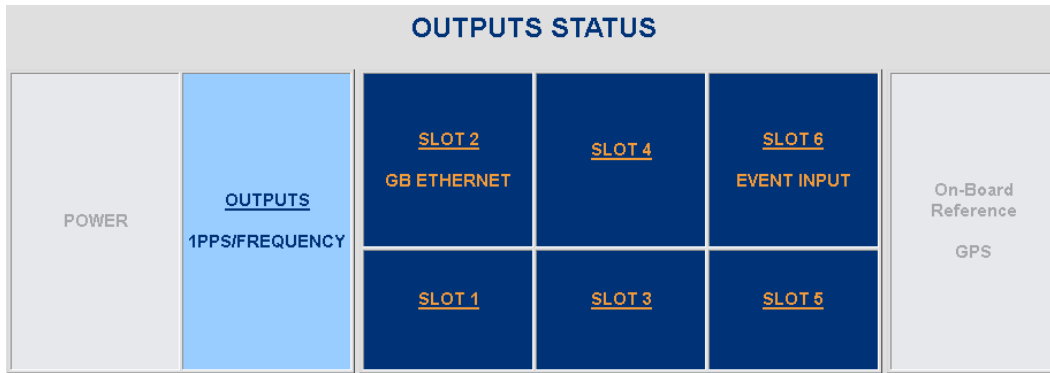 OUTPUTS STATUS
POWER
OUTPUTS
1PPS/FREQUENCY
SLOT 2
GB ETHERNET
SLOT 4
SLOT 6
EVENT INPUT
SLOT 1
SLOT 3
SLOT 5
On-Board
Reference
GPS